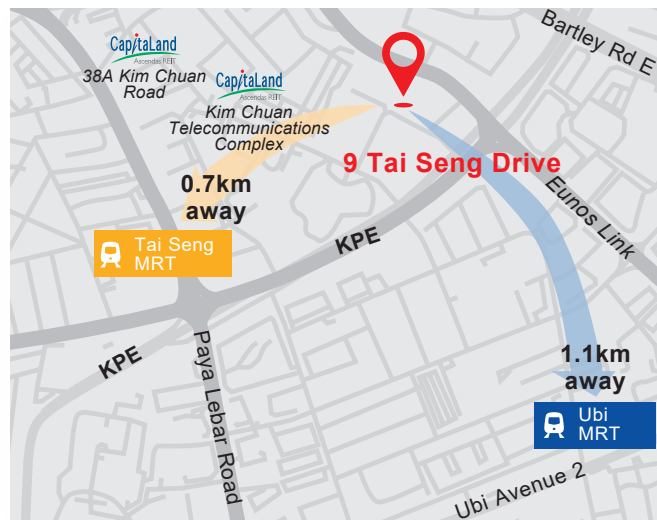 Bartley Rd E
CapitaLand
Ascendas REIT
38A Kim Chuan
Road
CapitaLand
Ascendas REIT
Kim Chuan
Telecommunications
Complex
9 Tai Seng Drive
0.7km
away
Eunos Link
Tai Seng
MRT
KPE
KPE
Paya Lebar Road
1.1km
away
Ubi
MRT
Ubi Avenue 2